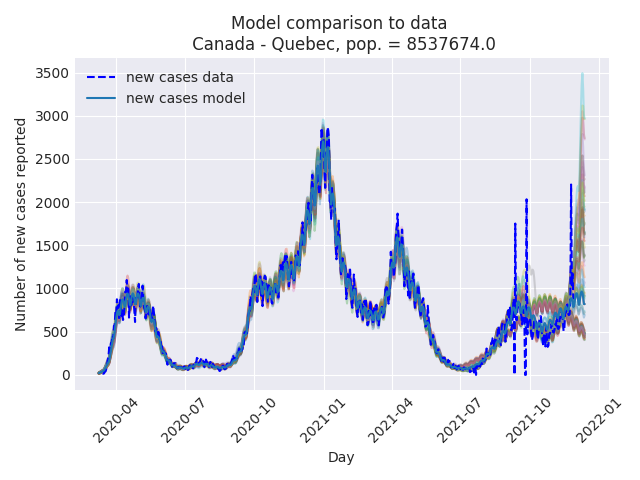 Model comparison to data
Canada - Quebec, pop. = 8537674.0
new cases data
new cases model
Number of new cases reported
3500
3000
2500
2000
1500
1000
500
0
2020-04
2020-07
2020-10
2021-01
2021-04
2021-07
2021-10
2022-01
Day